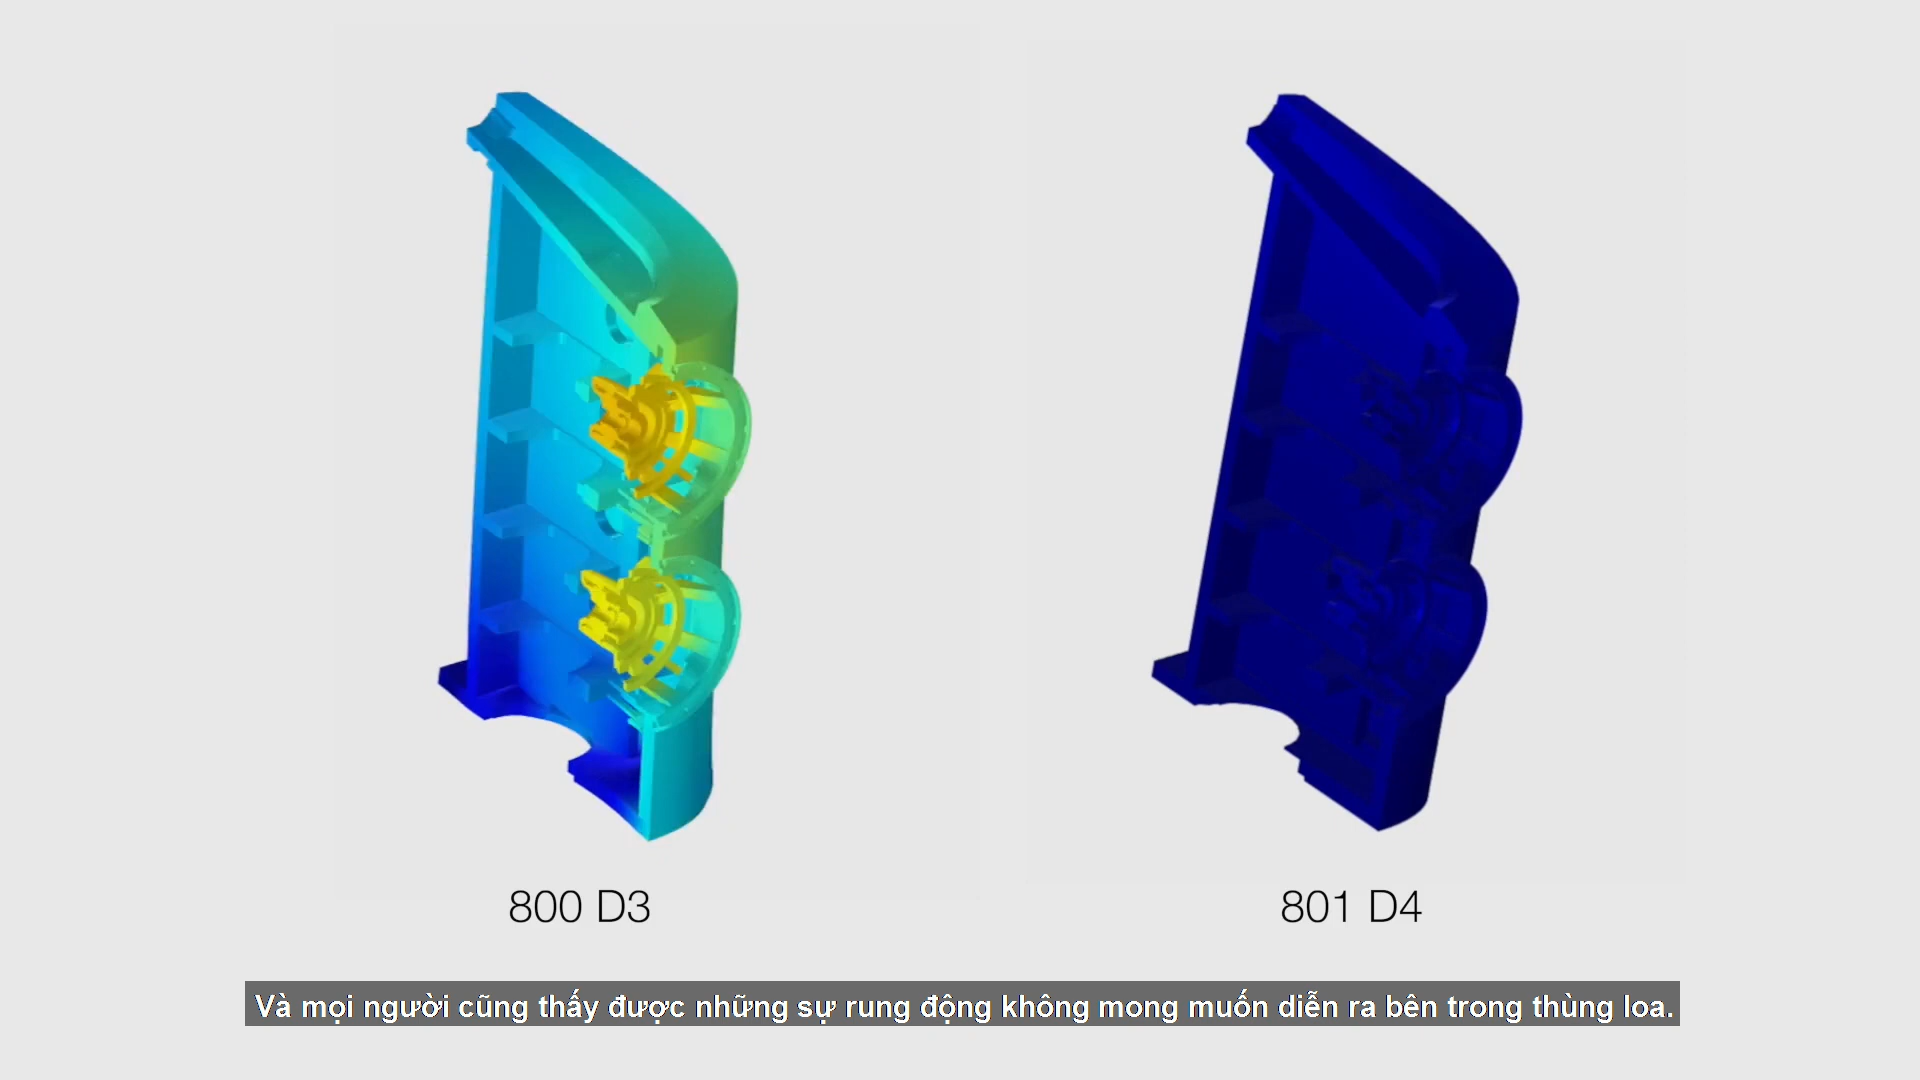 800 D3
801 D4
Và mọi người cũng thấy được những sự rung động không mong muốn diễn ra bên trong thùng loa.